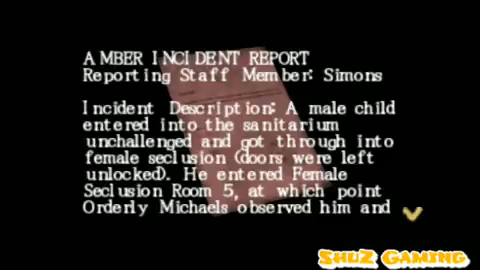 AMBER INCIDENT REPORT
Reporting Staff Member: Simons
Incident Description: A male child
entered into the sanitarium
unchallenged and got through into
female seclusion (doors were left
unlocked). He entered Female
Seclusion Room 5, at which point
Orderly Michaels observed him and
ShuZ Gaming